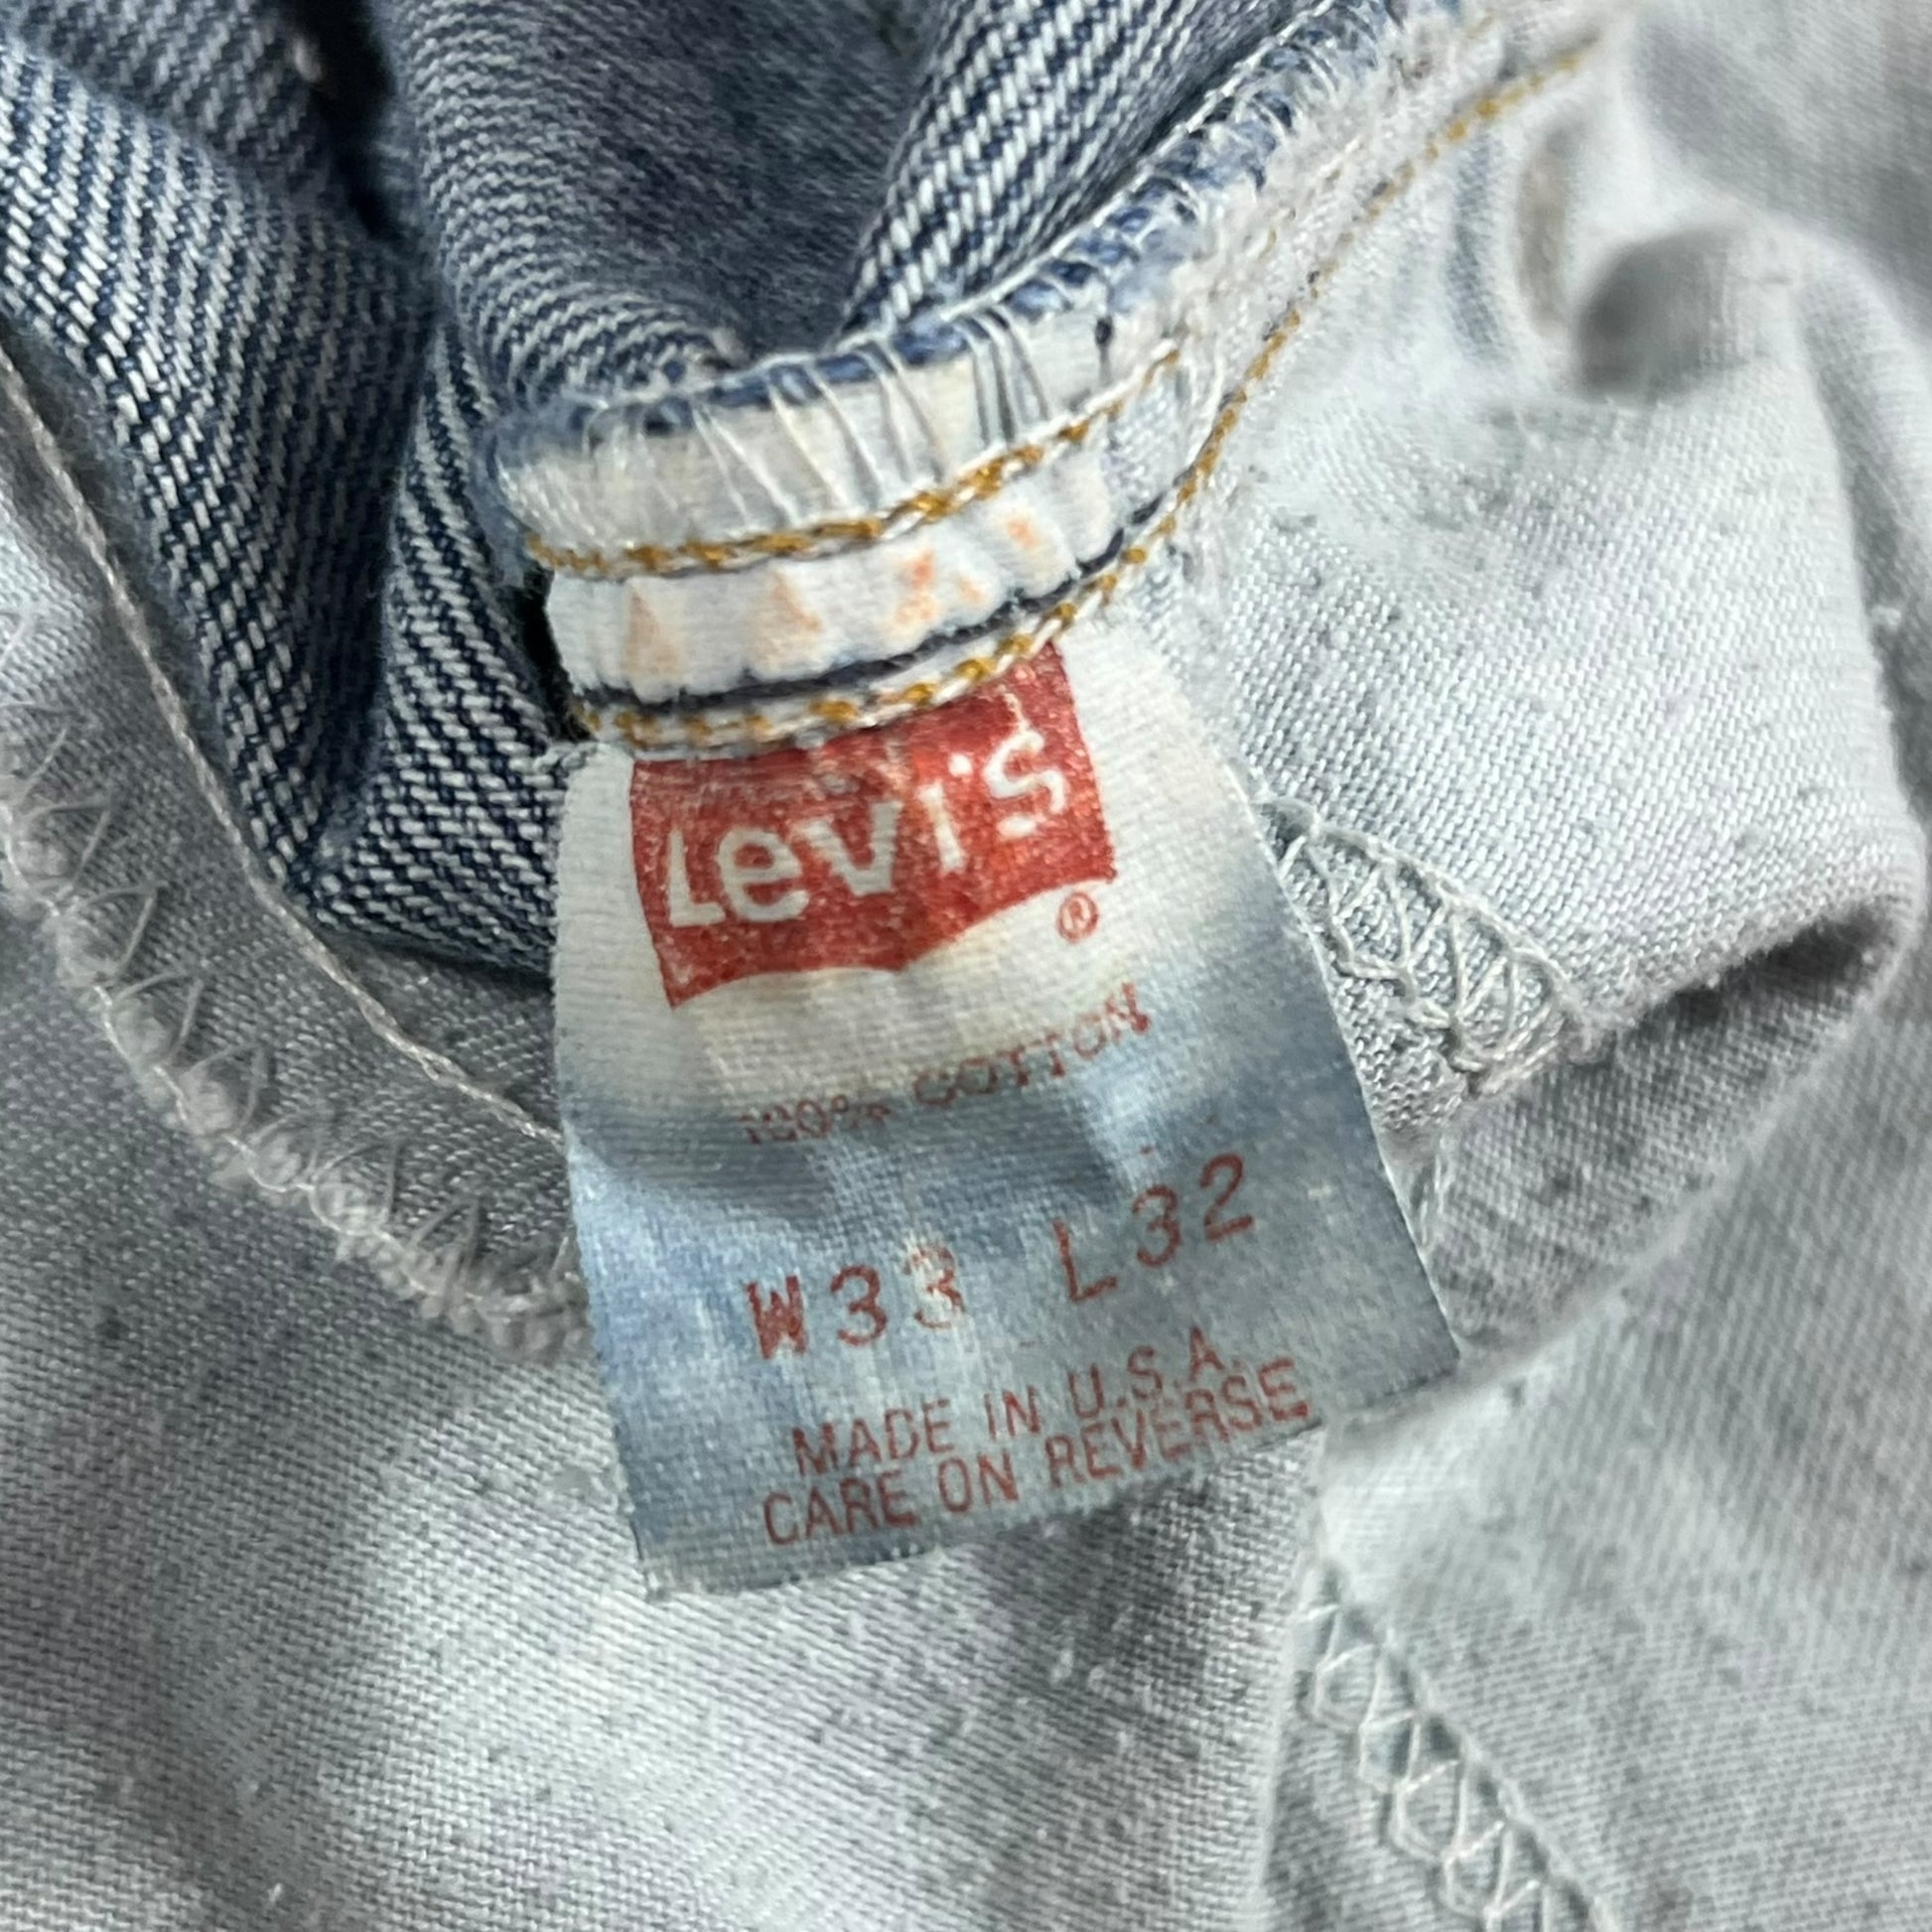 Levi's
®
100% COTTON
W33 L32
MADE IN U.S.A.
CARE ON REVERSE